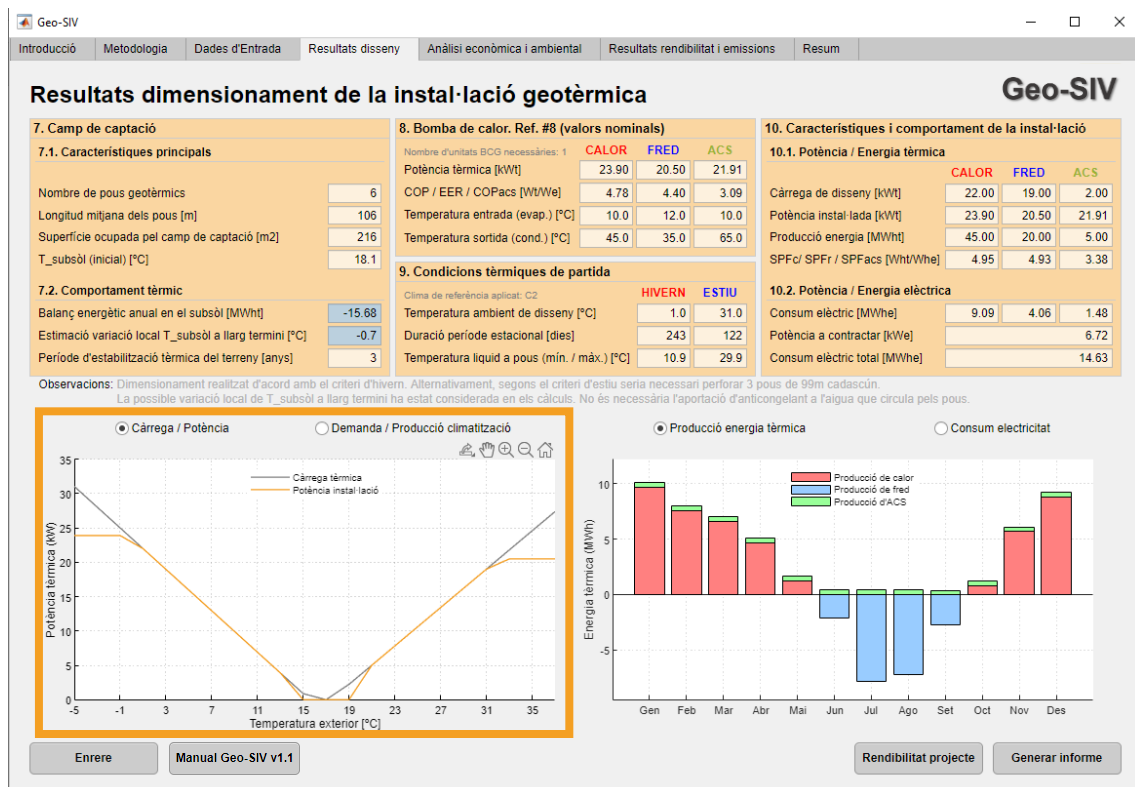 Geo-SIV
Introducció Metodologia Dades d'Entrada Resultats disseny Anàlisi econòmica i ambiental Resultats rendibilitat i emissions Resum
Resultats dimensionament de la instal·lació geotèrmica
Geo-SIV
7. Camp de captació
7.1. Característiques principals
Nombre de pous geotèrmics 6
Longitud mitjana dels pous [m] 106
Superfície ocupada pel camp de captació [m2] 216
T_subsòl (inicial) [°C] 18.1
7.2. Comportament tèrmic
Balanç energètic anual en el subsòl [MWht] -15.68
Estimació variació local T_subsòl a llarg termini [°C] -0.7
Període d'estabilització tèrmica del terreny [anys] 3
8. Bomba de calor. Ref. #8 (valors nominals)
Nombre d'unitats BCG necessàries: 1 CALOR FRED ACS
Potència tèrmica [kWt] 23.90 20.50 21.91
COP / EER / COPacs [Wt/We] 4.78 4.40 3.09
Temperatura entrada (evap.) [°C] 10.0 12.0 10.0
Temperatura sortida (cond.) [°C] 45.0 35.0 65.0
9. Condicions tèrmiques de partida
Clima de referència aplicat: C2 HIVERN ESTIU
Temperatura ambient de disseny [°C] 1.0 31.0
Duració període estacional [dies] 243 122
Temperatura liquid a pous (mín. / màx.) [°C] 10.9 29.9
10. Característiques i comportament de la instal·lació
10.1. Potència / Energia tèrmica
CALOR FRED ACS
Càrrega de disseny [kWt] 22.00 19.00 2.00
Potència instal·lada [kWt] 23.90 20.50 21.91
Producció energia [MWht] 45.00 20.00 5.00
SPFc/ SPFr / SPFacs [Wht/Whe] 4.95 4.93 3.38
10.2. Potència / Energia elèctrica
Consum elèctric [MWhe] 9.09 4.06 1.48
Potència a contractar [kWe] 6.72
Consum elèctric total [MWhe] 14.63
Observacions: Dimensionament realitzat d'acord amb el criteri d'hivern. Alternativament, segons el criteri d'estiu seria necessari perforar 3 pous de 99m cadascún.
La possible variació local de T_subsòl a llarg termini ha estat considerada en els càlculs. No és necessària l'aportació d'anticongelant a l'aigua que circula pels pous.
Càrrega / Potència Demanda / Producció climatització
Càrrega tèrmica
Potència instal·lació
Potència tèrmica (kW)
35
30
25
20
15
10
5
0
-5 -1 3 7 11 15 19 23 27 31 35
Temperatura exterior [°C]
Producció energia tèrmica Consum electricitat
Producció de calor
Producció de fred
Producció d'ACS
Energia tèrmica (MWh)
10
5
0
-5
Gen Feb Mar Abr Mai Jun Jul Ago Set Oct Nov Des
Enrere Manual Geo-SIV v1.1 Rendibilitat projecte Generar informe